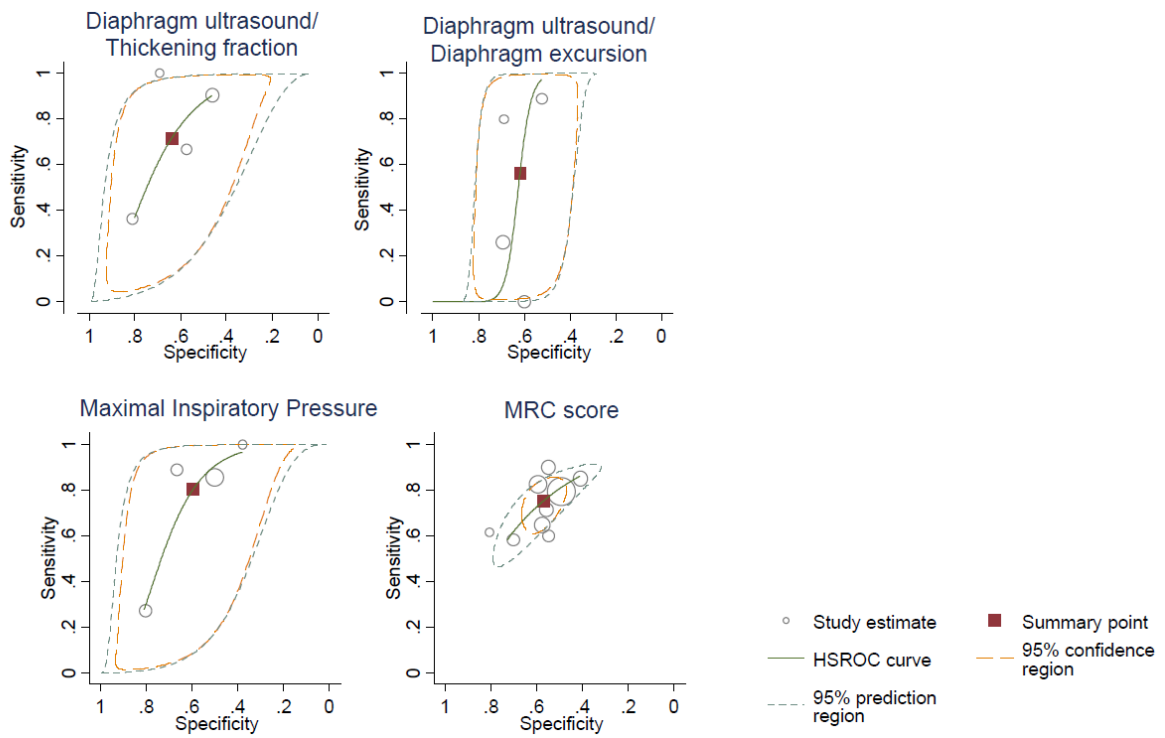 Diaphragm ultrasound/
Thickening fraction
Sensitivity
1
.8
.6
.4
.2
0
1 .8 .6 .4 .2 0
Specificity
Diaphragm ultrasound/
Diaphragm excursion
Sensitivity
1
.8
.6
.4
.2
0
1 .8 .6 .4 .2 0
Specificity
Maximal Inspiratory Pressure
Sensitivity
1
.8
.6
.4
.2
0
1 .8 .6 .4 .2 0
Specificity
MRC score
Sensitivity
1
.8
.6
.4
.2
0
1 .8 .6 .4 .2 0
Specificity
Study estimate
Summary point
HSROC curve
95% confidence
region
95% prediction
region